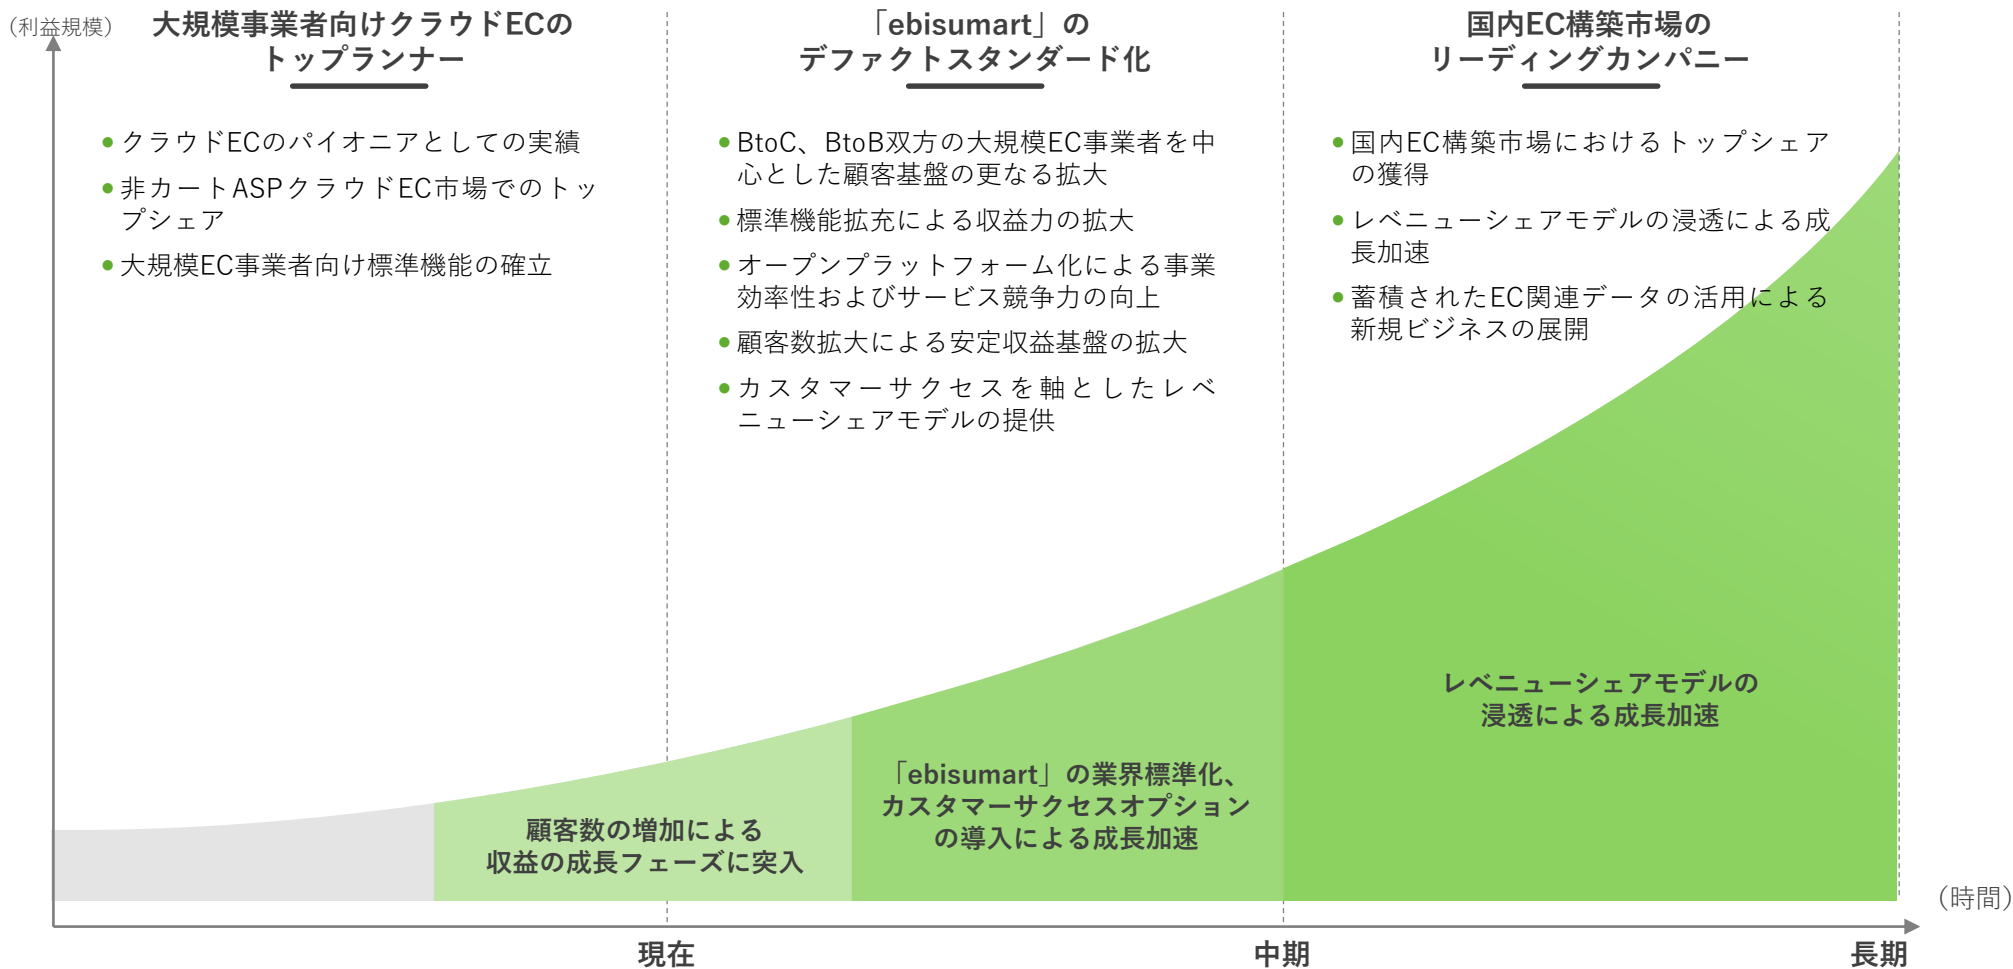 （利益規模）
大規模事業者向けクラウドECの
トップランナー
クラウドECのパイオニアとしての実績
非カートASPクラウドEC市場でのトッ
プシェア
大規模EC事業者向け標準機能の確立
「ebisumart」の
デファクトスタンダード化
BtoC、BtoB双方の大規模EC事業者を中
心とした顧客基盤の更なる拡大
標準機能拡充による収益力の拡大
オープンプラットフォーム化による事業
効率性およびサービス競争力の向上
顧客数拡大による安定収益基盤の拡大
カスタマーサクセスを軸としたレベ
ニューシェアモデルの提供
国内EC構築市場の
リーディングカンパニー
国内EC構築市場におけるトップシェア
の獲得
レベニューシェアモデルの浸透による成
長加速
蓄積されたEC関連データの活用による
新規ビジネスの展開
顧客数の増加による
収益の成長フェーズに突入
「ebisumart」の業界標準化、
カスタマーサクセスオプション
の導入による成長加速
レベニューシェアモデルの
浸透による成長加速
（時間）
現在
中期
長期